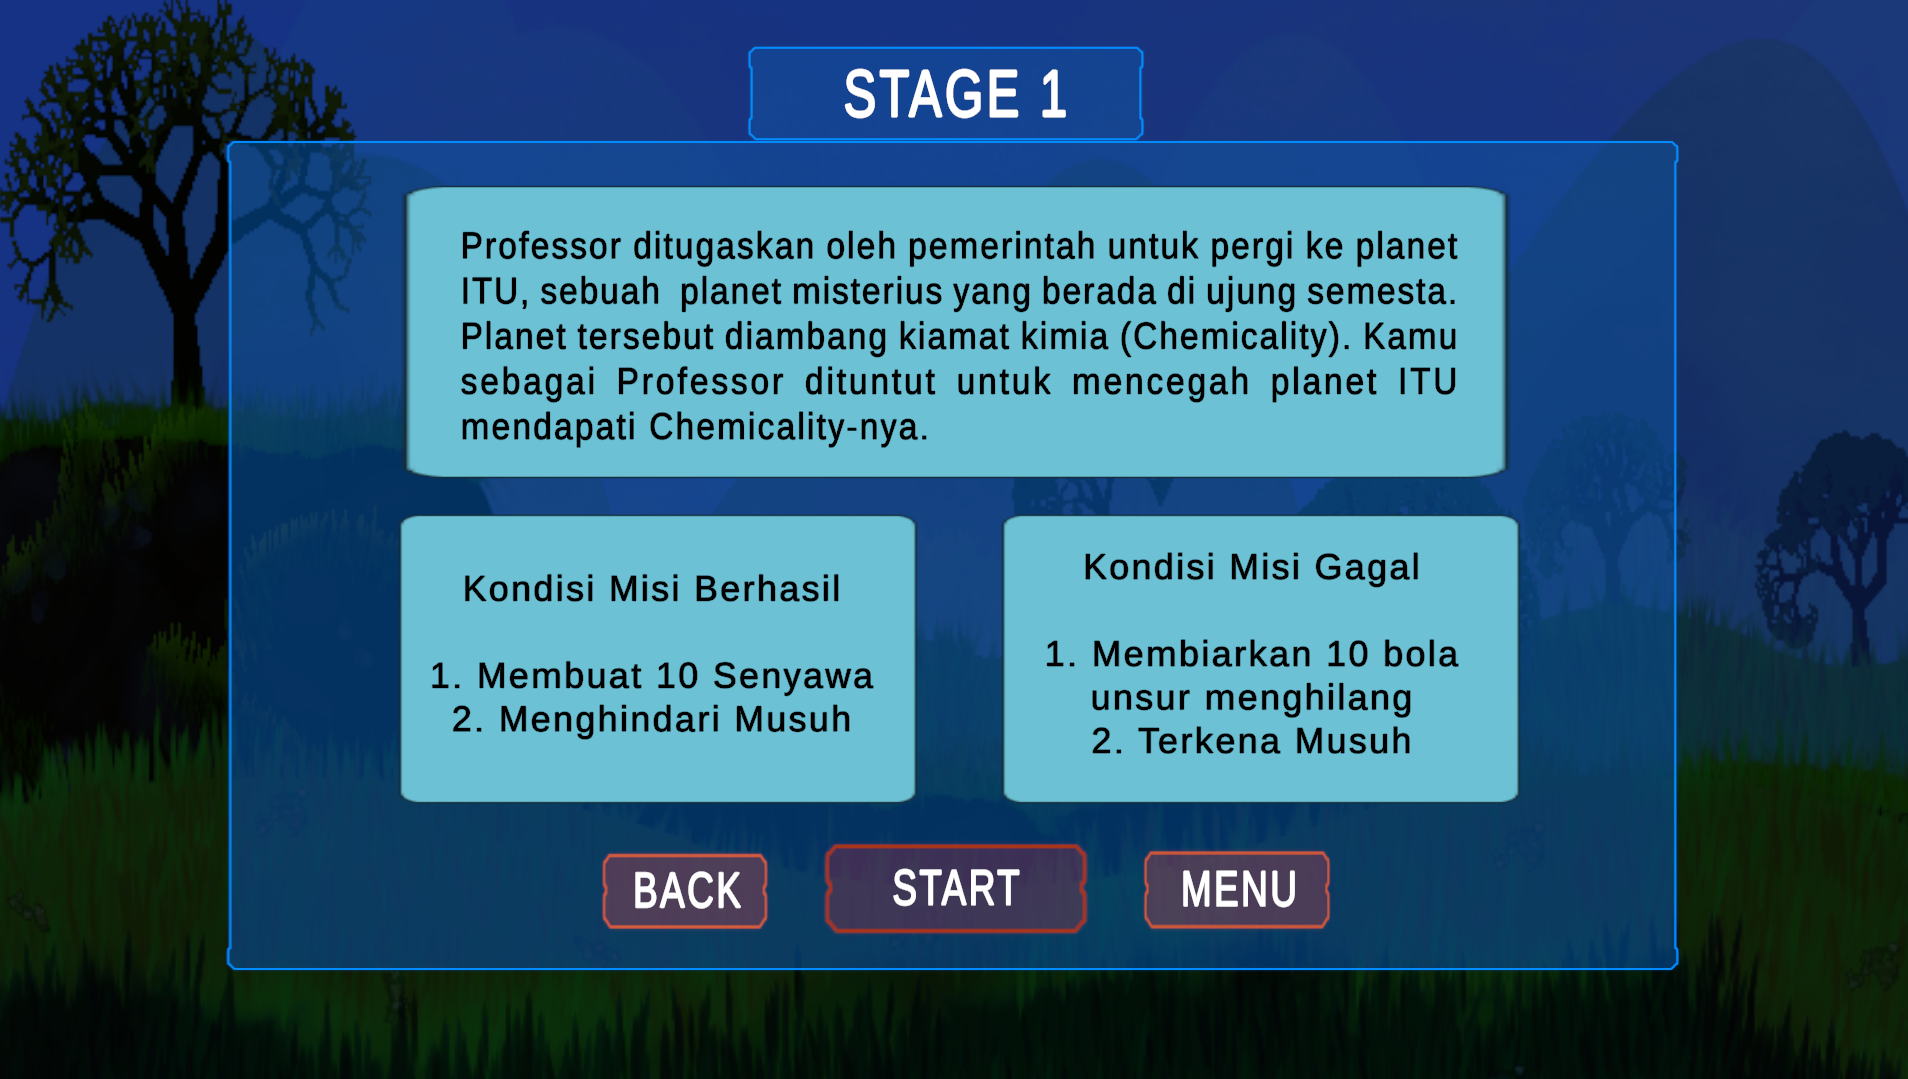 STAGE 1
Professor ditugaskan oleh pemerintah untuk pergi ke planet
ITU, sebuah planet misterius yang berada di ujung semesta.
Planet tersebut diambang kiamat kimia (Chemicality). Kamu
sebagai Professor dituntut untuk mencegah planet ITU
mendapati Chemicality-nya.
Kondisi Misi Berhasil
1. Membuat 10 Senyawa
2. Menghindari Musuh
Kondisi Misi Gagal
1. Membiarkan 10 bola
unsur menghilang
2. Terkena Musuh
BACK
START
MENU